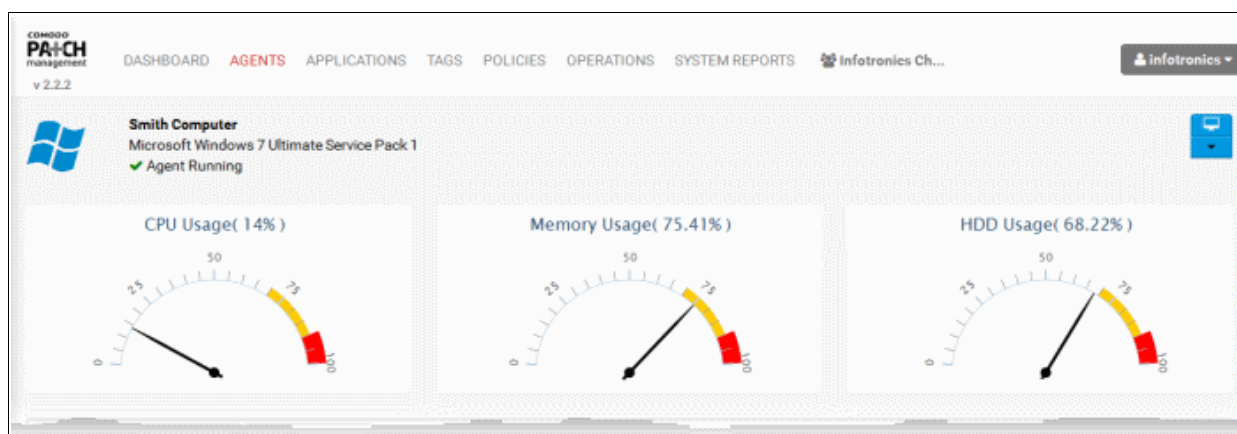 COMODO
PATCH
management
v 2.2.2
DASHBOARD AGENTS APPLICATIONS TAGS POLICIES OPERATIONS SYSTEM REPORTS Infotronics Ch... infotronics
Smith Computer
Microsoft Windows 7 Ultimate Service Pack 1
Agent Running
CPU Usage( 14% )
0 25 50 75 100
Memory Usage( 75.41% )
0 25 50 75 100
HDD Usage( 68.22% )
0 25 50 75 100